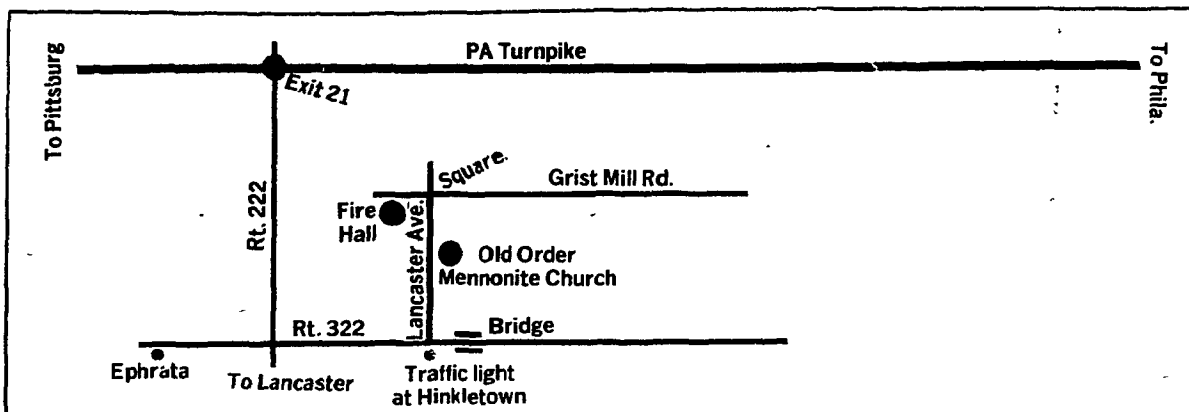 PA Turnpike
To Pittsburg
To Phila.
Exit 21
Square.
Grist Mill Rd.
Rt. 222
Fire
Hall
Lancaster Ave.
Old Order
Mennonite Church
Rt. 322
Bridge
Ephrata
To Lancaster
Traffic light
at Hinkletown